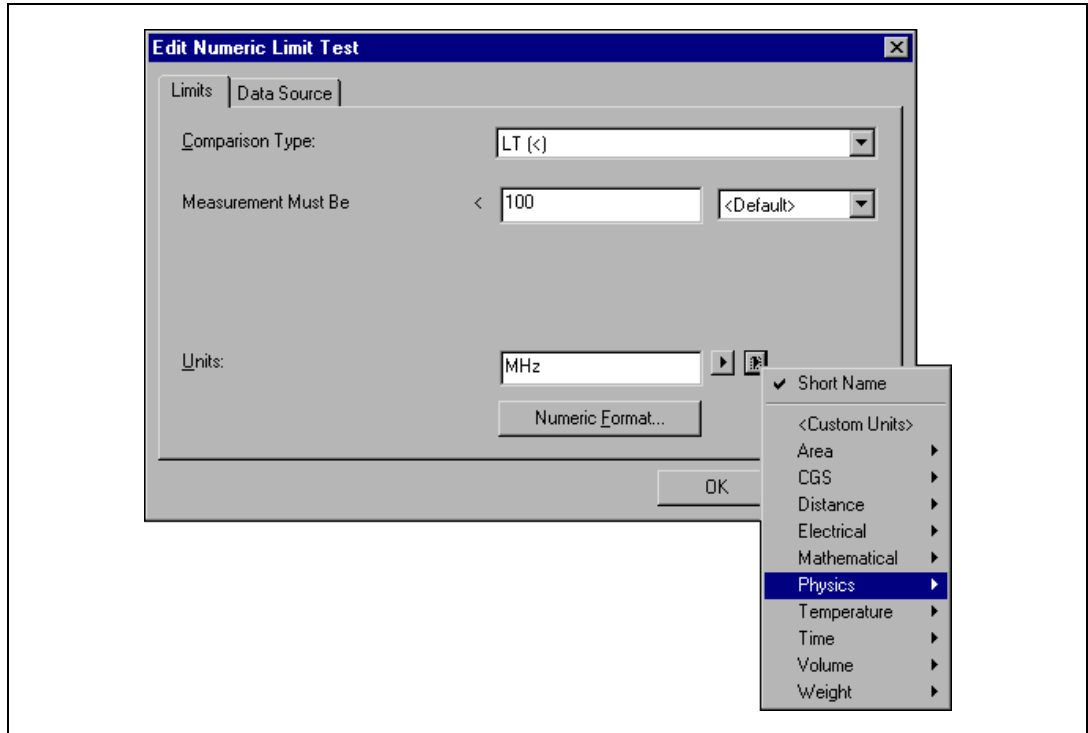 Edit Numeric Limit Test
Limits
Data Source
Comparison Type:
LT (<)
Measurement Must Be < 100 <Default>
Units:
MHz
Numeric Format...
OK
Short Name
<Custom Units>
Area
CGS
Distance
Electrical
Mathematical
Physics
Temperature
Time
Volume
Weight